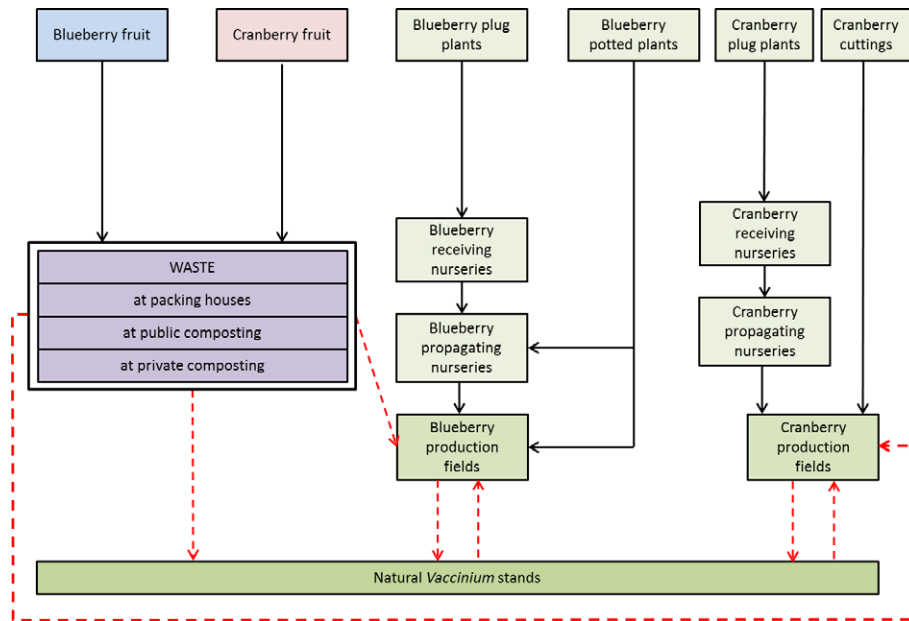 Blueberry fruit
Cranberry fruit
Blueberry plug
plants
Blueberry
potted plants
Cranberry
plug plants
Cranberry
cuttings
WASTE
at packing houses
at public composting
at private composting
Blueberry
receiving
nurseries
Cranberry
receiving
nurseries
Blueberry
propagating
nurseries
Cranberry
propagating
nurseries
Blueberry
production
fields
Cranberry
production
fields
Natural Vaccinium stands